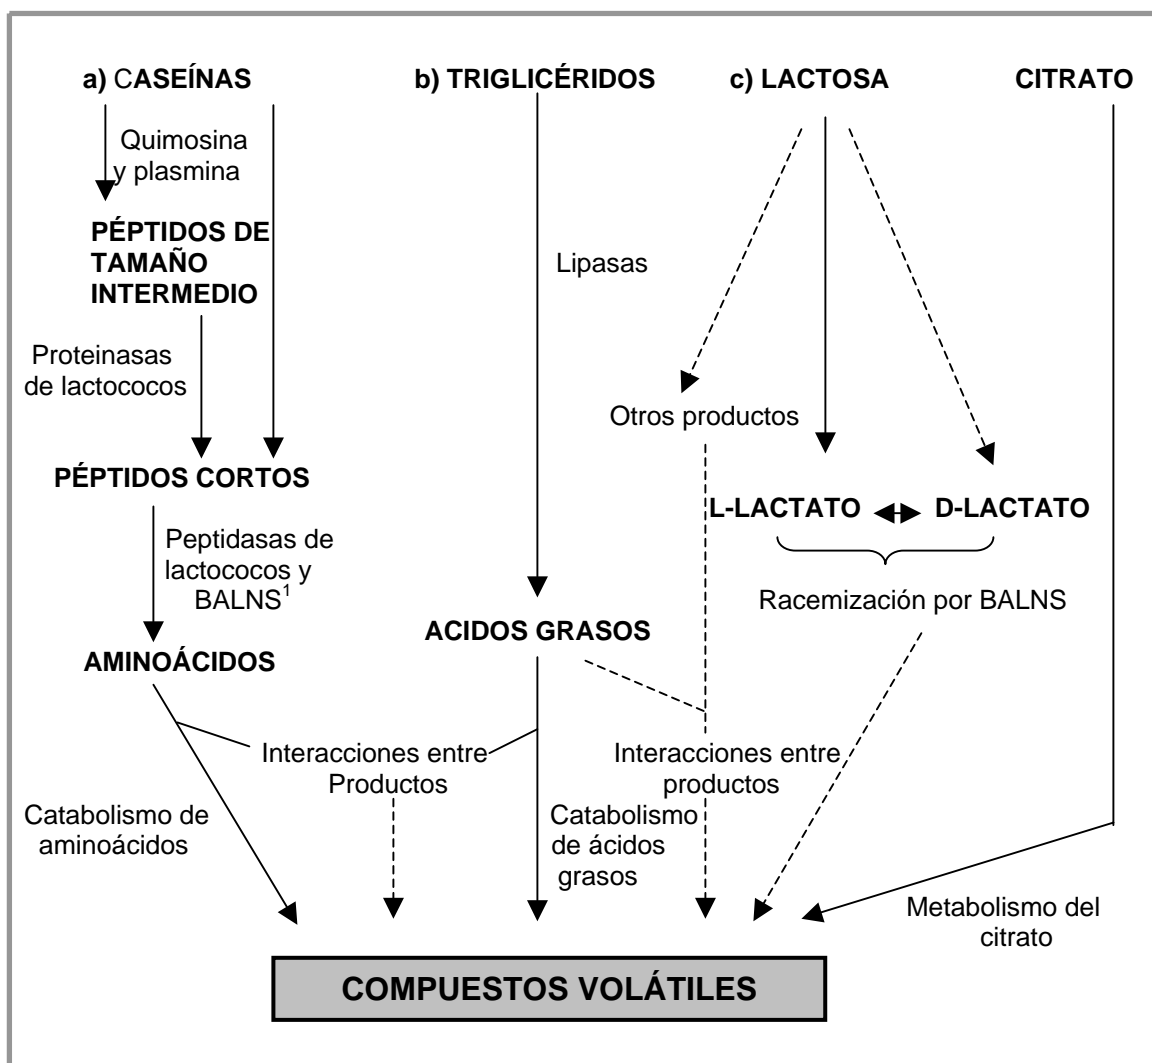 a) CASEÍNAS
b) TRIGLICÉRIDOS
c) LACTOSA
CITRATO
Quimosina
y plasmina
PÉPTIDOS DE
TAMAÑO
INTERMEDIO
Lipasas
Proteinasas
de lactococos
Otros productos
PÉPTIDOS CORTOS
L-LACTATO
D-LACTATO
Peptidasas de
lactococos y
BALNS¹
Racemización por BALNS
ACIDOS GRASOS
AMINOÁCIDOS
Interacciones entre
Productos
Interacciones entre
productos
Catabolismo de
aminoácidos
Catabolismo
de ácidos
grasos
Metabolismo del
citrato
COMPUESTOS VOLÁTILES